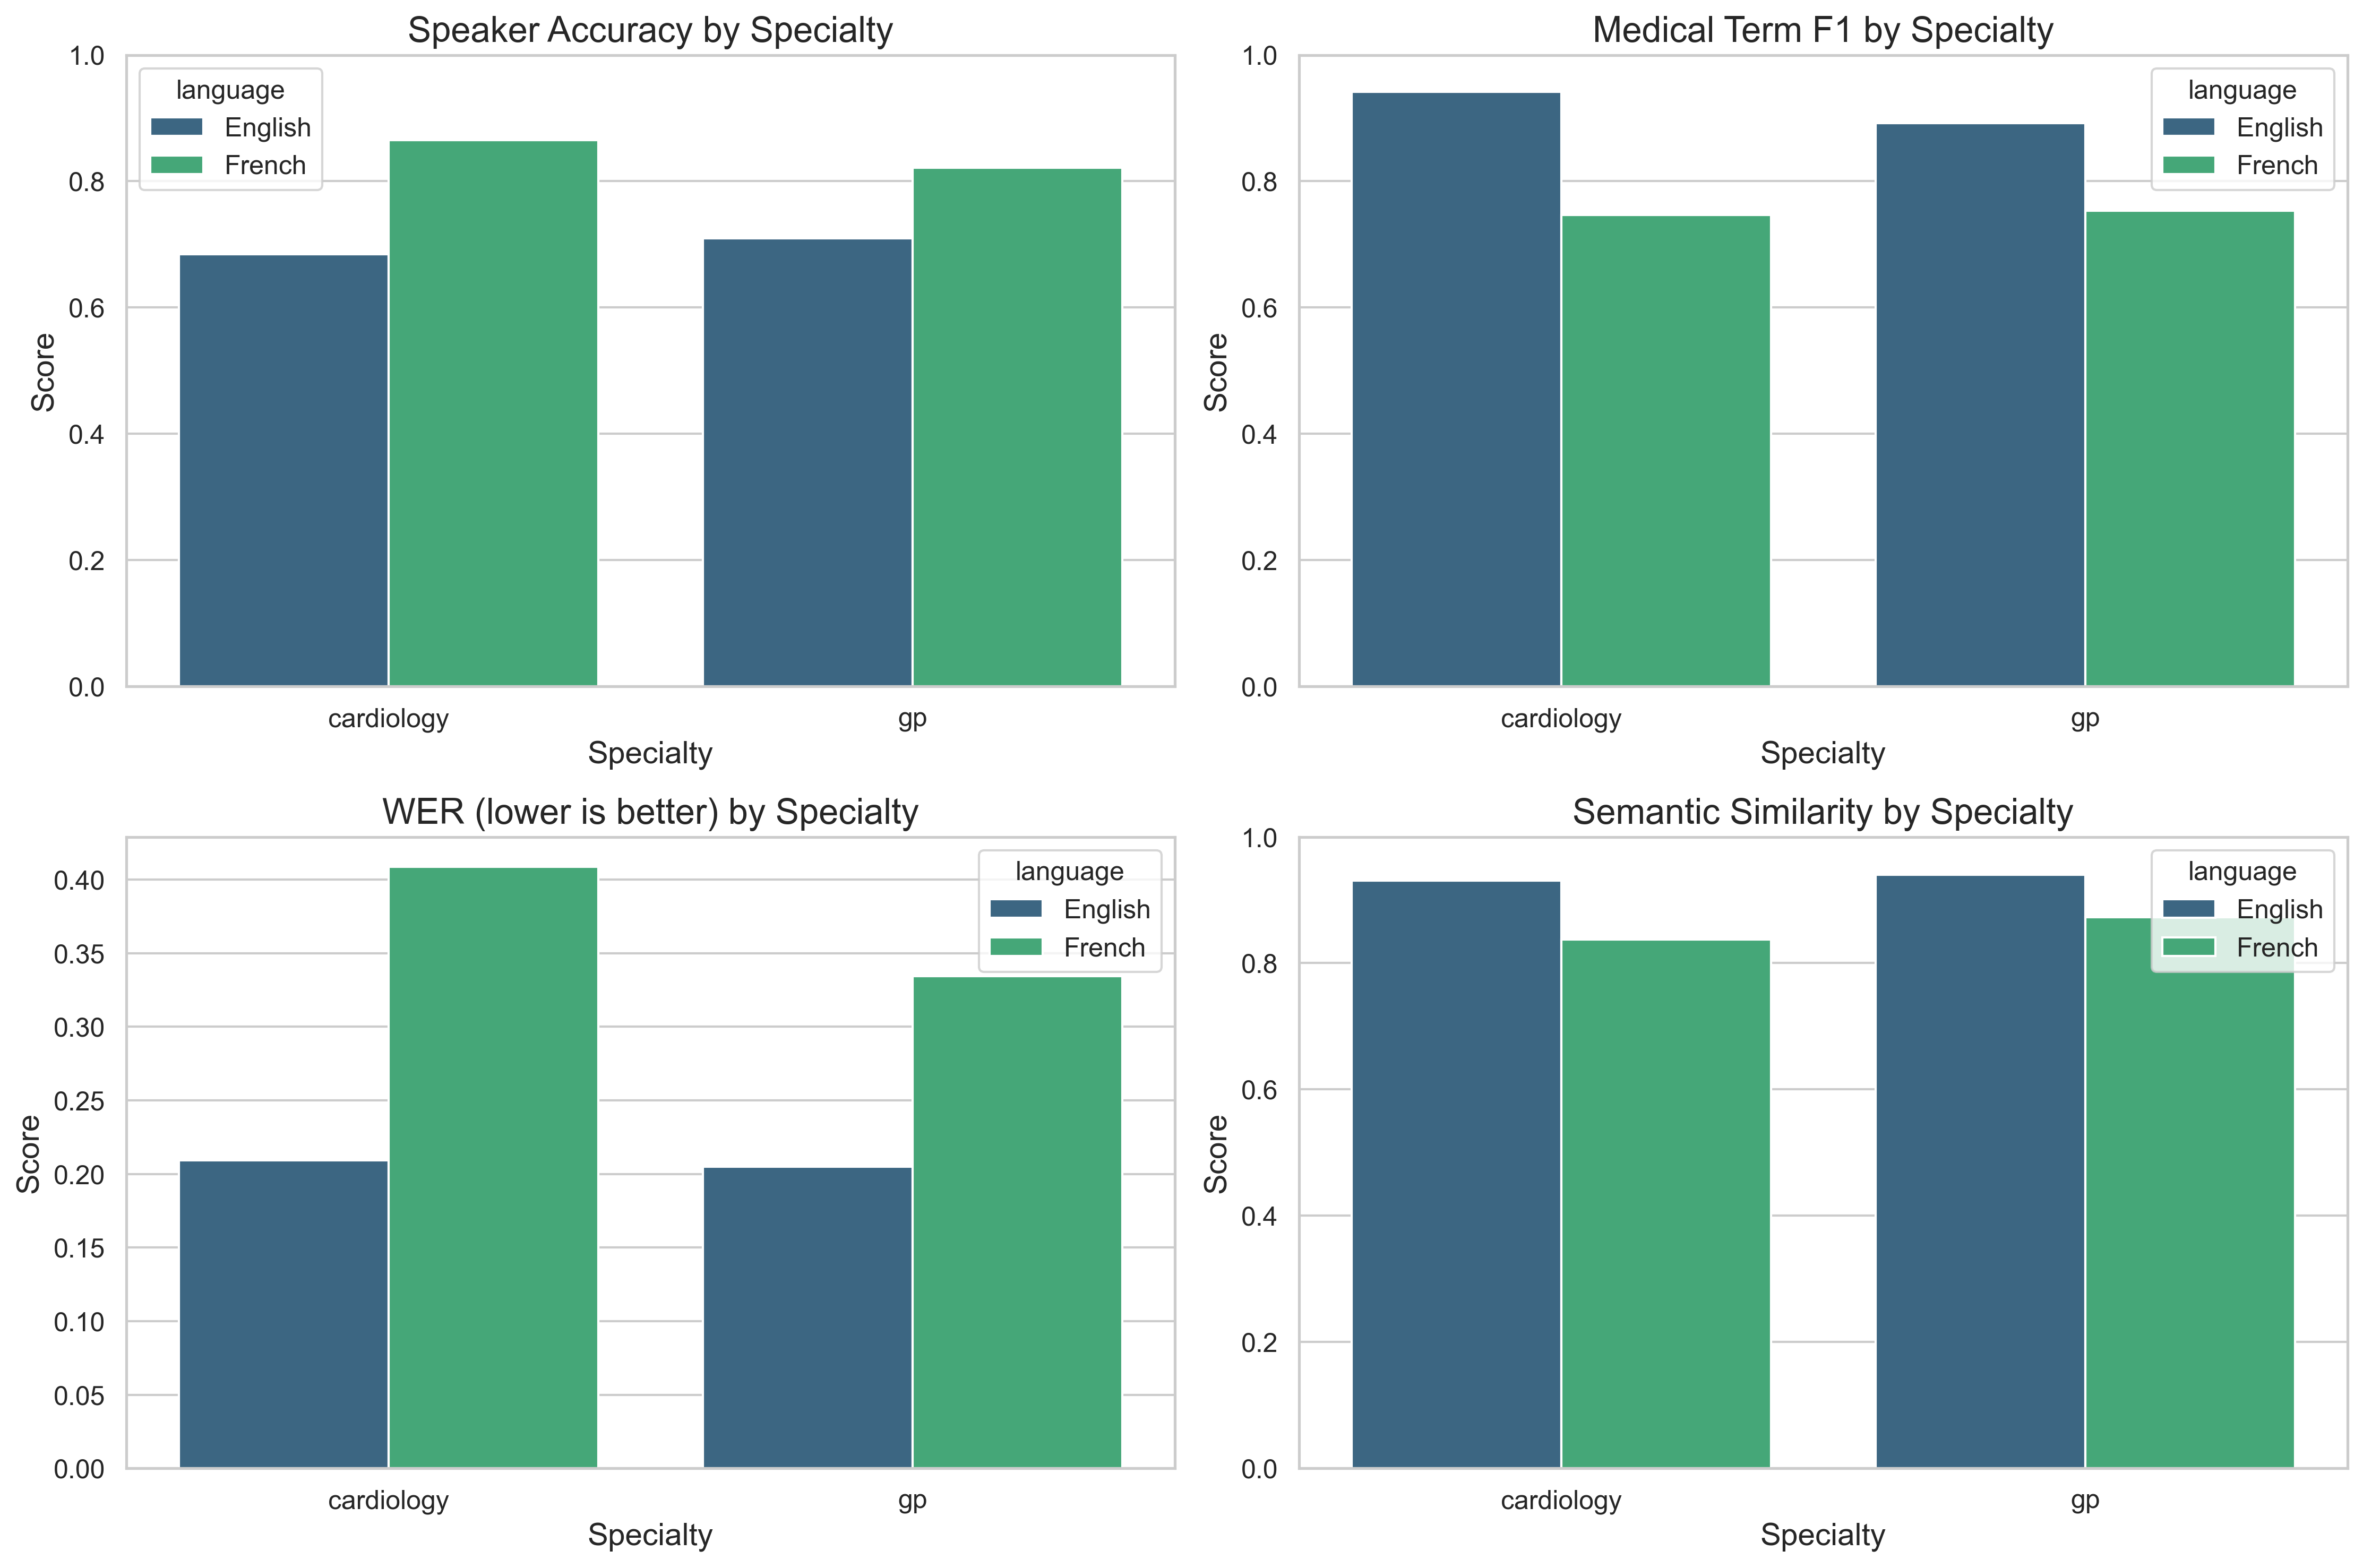 Speaker Accuracy by Specialty
1.0
0.8
0.6
0.4
0.2
0.0
Score
language
English
French
cardiology
gp
Specialty
Medical Term F1 by Specialty
1.0
0.8
0.6
0.4
0.2
0.0
Score
language
English
French
cardiology
gp
Specialty
WER (lower is better) by Specialty
0.40
0.35
0.30
0.25
0.20
0.15
0.10
0.05
0.00
Score
language
English
French
cardiology
gp
Specialty
Semantic Similarity by Specialty
1.0
0.8
0.6
0.4
0.2
0.0
Score
language
English
French
cardiology
gp
Specialty